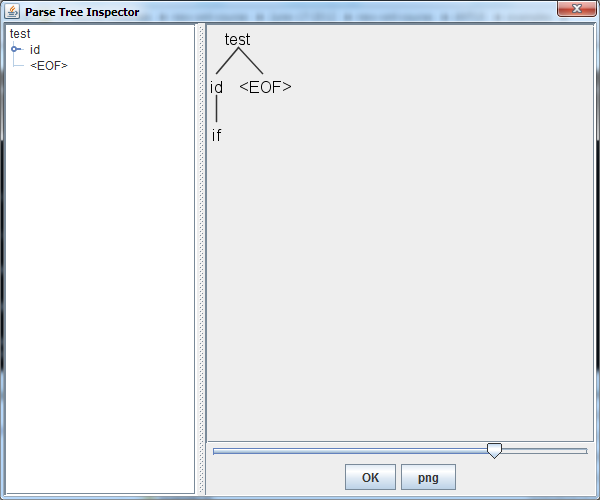 Parse Tree Inspector
test
id
<EOF>
test
id <EOF>
if
OK png